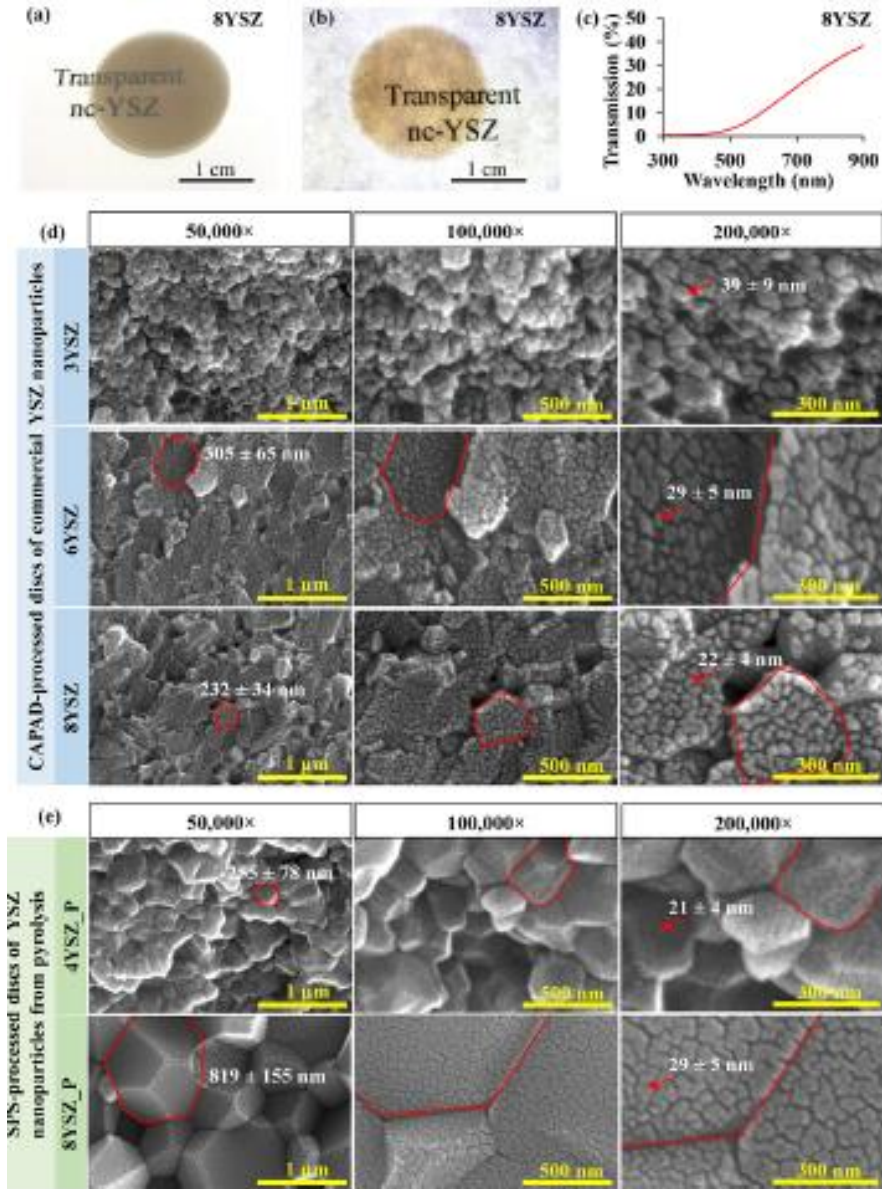 (a)
8YSZ
Transparent
nc-YSZ
1 cm
(b)
8YSZ
Transparent
nc-YSZ
1 cm
(c)
8YSZ
Transmission (%)
50
40
30
20
10
0
300
500
700
900
Wavelength (nm)
(d)
50,000×
100,000×
200,000×
CAPAD-processed discs of commercial YSZ nanoparticles
3YSZ
1 μm
500 nm
39 ± 9 nm
300 nm
6YSZ
305 ± 65 nm
1 μm
500 nm
29 ± 5 nm
300 nm
8YSZ
232 ± 34 nm
1 μm
500 nm
22 ± 4 nm
300 nm
(e)
50,000×
100,000×
200,000×
SPS-processed discs of YSZ
nanoparticles from pyrolysis
4YSZ_P
± 78 nm
1 μm
500 nm
21 ± 4 nm
300 nm
8YSZ_P
819 ± 155 nm
1 μm
500 nm
29 ± 5 nm
300 nm